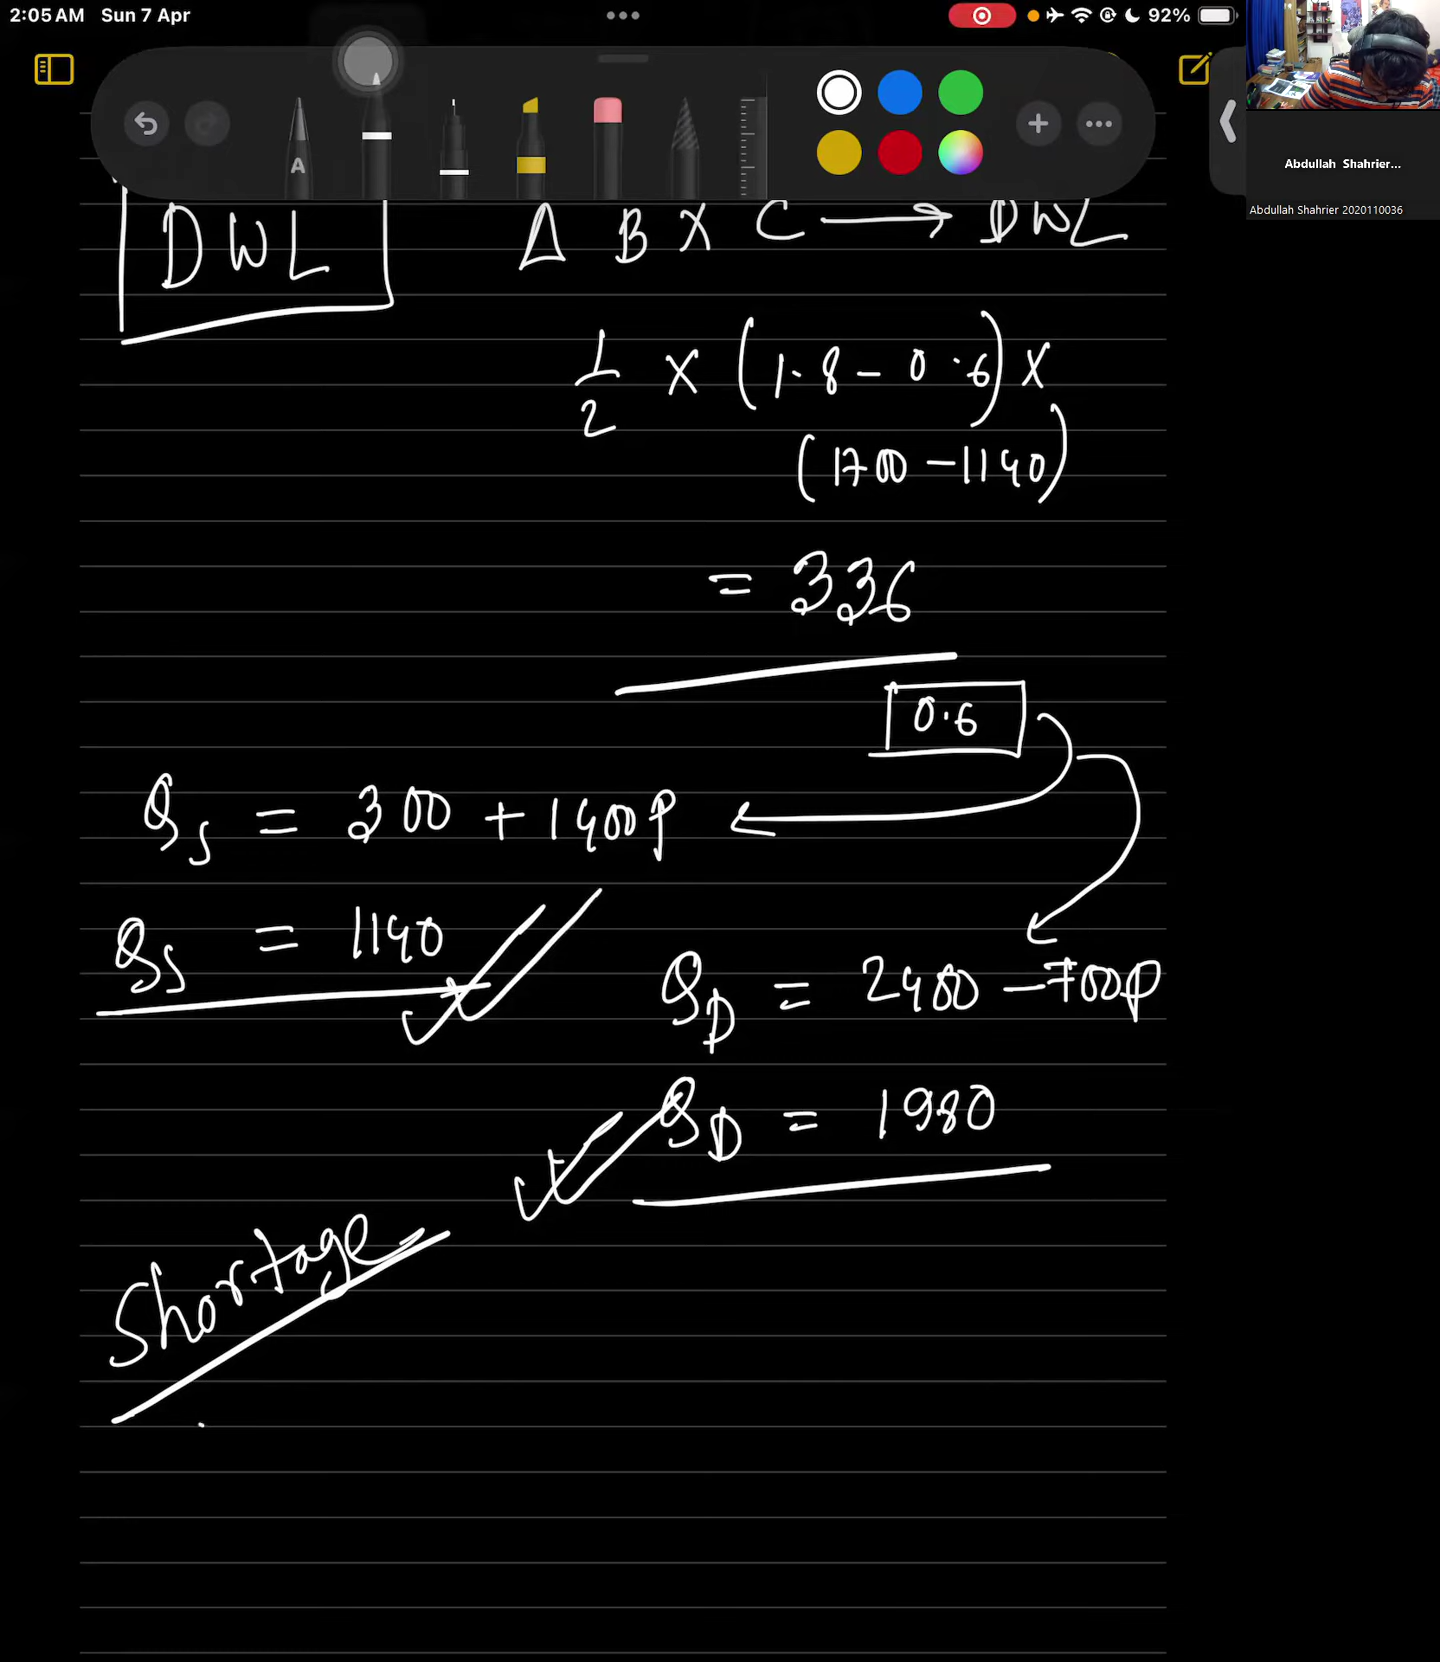 2:05 AM Sun 7 Apr
92%
A
Abdullah Shahrier...
Abdullah Shahrier 2020110036
DWL
Δ B X C → DWL
1/2 × (1.8 - 0.6) ×
(1700 - 1140)
= 336
0.6
Qs = 300 + 1400P
Qs = 1140
QD = 2400 - 700P
QD = 1980
Shortage